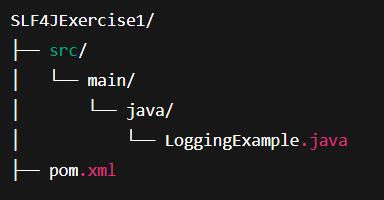 SLF4JExercise1/
├── src/
│   └── main/
│       └── java/
│           └── LoggingExample.java
├── pom.xml